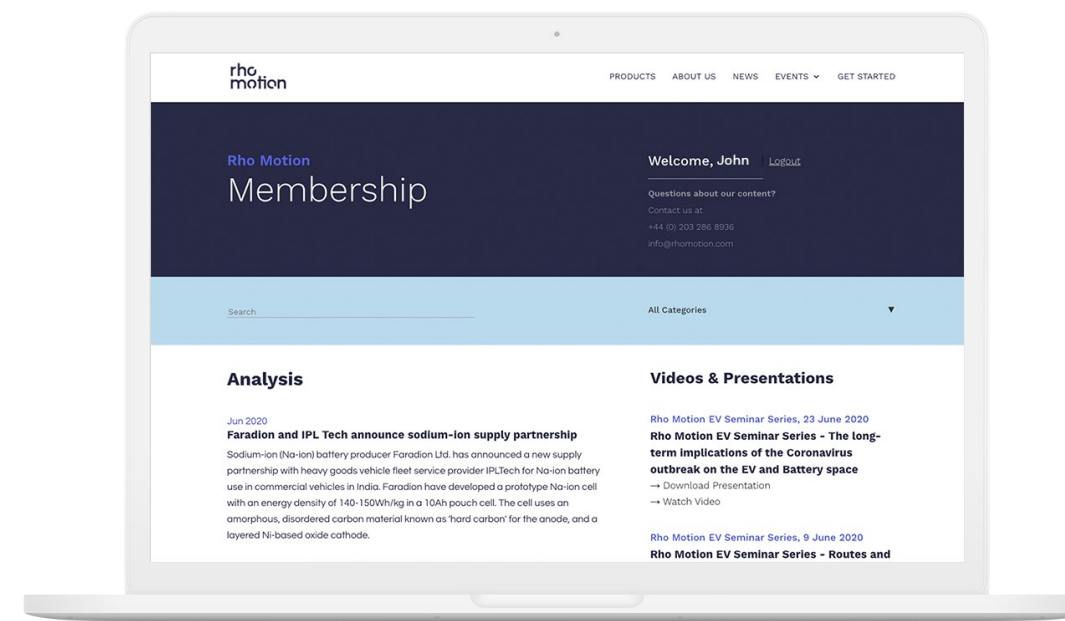 rho
motion
PRODUCTS ABOUT US NEWS EVENTS GET STARTED
Rho Motion
Membership
Welcome, John Logout
Questions about our content?
Contact us at
+44 (0) 203 286 8936
info@rhomotion.com
Search
All Categories
Analysis
Jun 2020
Faradion and IPL Tech announce sodium-ion supply partnership
Sodium-ion (Na-ion) battery producer Faradion Ltd. has announced a new supply
partnership with heavy goods vehicle fleet service provider IPLTech for Na-ion battery
use in commercial vehicles in India. Faradion have developed a prototype Na-ion cell
with an energy density of 140-150Wh/kg in a 10Ah pouch cell. The cell uses an
amorphous, disordered carbon material known as 'hard carbon' for the anode, and a
layered Ni-based oxide cathode.
Videos & Presentations
Rho Motion EV Seminar Series, 23 June 2020
Rho Motion EV Seminar Series - The long-
term implications of the Coronavirus
outbreak on the EV and Battery space
→ Download Presentation
→ Watch Video
Rho Motion EV Seminar Series, 9 June 2020
Rho Motion EV Seminar Series - Routes and